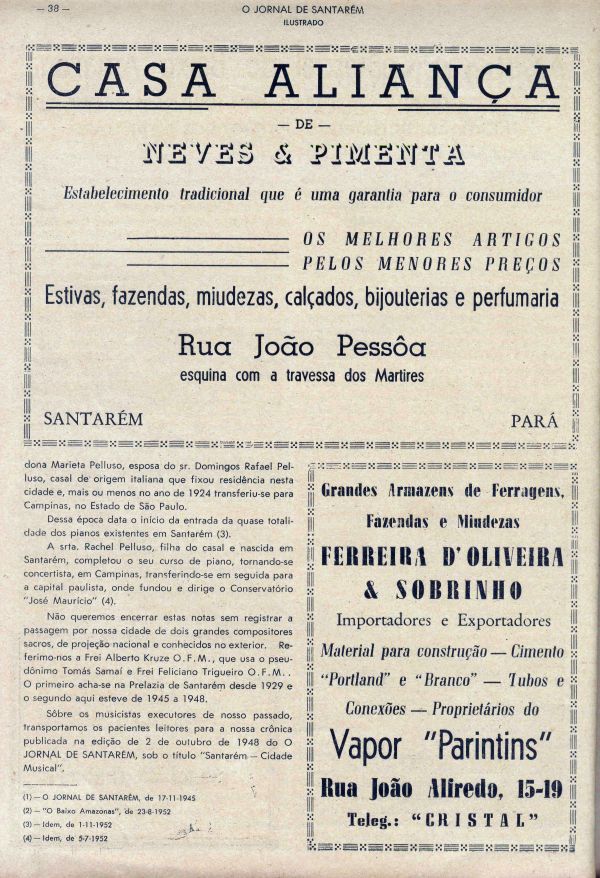 — 38 —
O JORNAL DE SANTARÉM
ILUSTRADO
CASA ALIANÇA
— DE —
NEVES & PIMENTA
Estabelecimento tradicional que é uma garantia para o consumidor
OS MELHORES ARTIGOS
PELOS MENORES PREÇOS
Estivas, fazendas, miudezas, calçados, bijouterias e perfumaria
Rua João Pessôa
esquina com a travessa dos Martires
SANTARÉM PARÁ
dona Marieta Pelluso, esposa do sr. Domingos Rafael Pel-
luso, casal de origem italiana que fixou residência nesta
cidade e, mais ou menos no ano de 1924 transferiu-se para
Campinas, no Estado de São Paulo.
Dessa época data o início da entrada da quase totali-
dade dos pianos existentes em Santarém (3).
A srta. Rachel Pelluso, filha do casal e nascida em
Santarém, completou o seu curso de piano, tornando-se
concertista, em Campinas, transferindo-se em seguida para
a capital paulista, onde fundou e dirige o Conservatório
"José Maurício" (4).
Não queremos encerrar estas notas sem registrar a
passagem por nossa cidade de dois grandes compositores
sacros, de projeção nacional e conhecidos no exterior. Re-
ferimo-nos a Frei Alberto Kruze O.F.M., que usa o pseu-
dônimo Tomás Samaí e Frei Feliciano Trigueiro O.F.M..
O primeiro acha-se na Prelazia de Santarém desde 1929 e
o segundo aqui esteve de 1945 a 1948.
Sôbre os musicistas executores de nosso passado,
transportamos os pacientes leitores para a nossa crônica
publicada na edição de 2 de outubro de 1948 do O
JORNAL DE SANTARÉM, sob o título "Santarém — Cidade
Musical".
(1) — O JORNAL DE SANTARÉM, de 17-11-1945
(2) — "O Baixo Amazonas", de 23-8-1952
(3) — Idem, de 1-11-1952
(4) — Idem, de 5-7-1952
Grandes Armazens de Ferragens,
Fazendas e Miudezas
FERREIRA D'OLIVEIRA
& SOBRINHO
Importadores e Exportadores
Material para construção — Cimento
"Portland" e "Branco" — Tubos e
Conexões — Proprietários do
Vapor "Parintins"
Rua João Alfredo, 15-19
Teleg.: "CRISTAL"